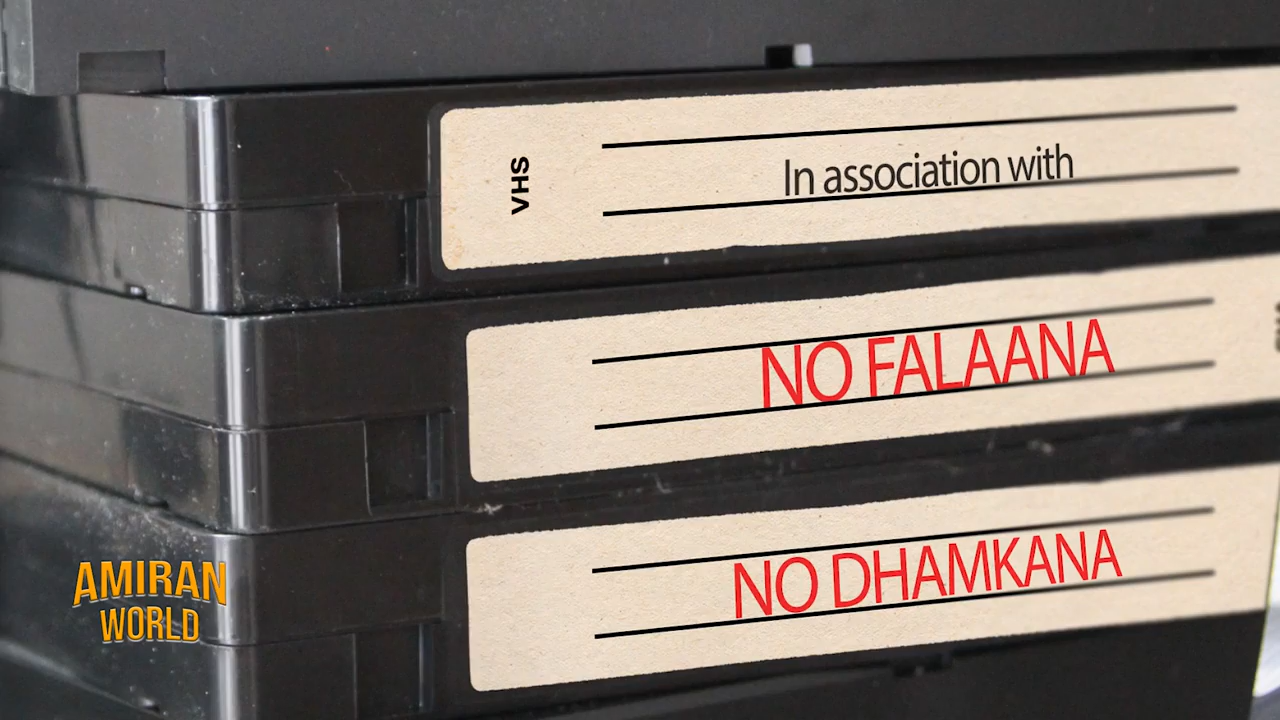 VHS
In association with
NO FALAANA
NO DHAMKANA
AMIRAN
WORLD